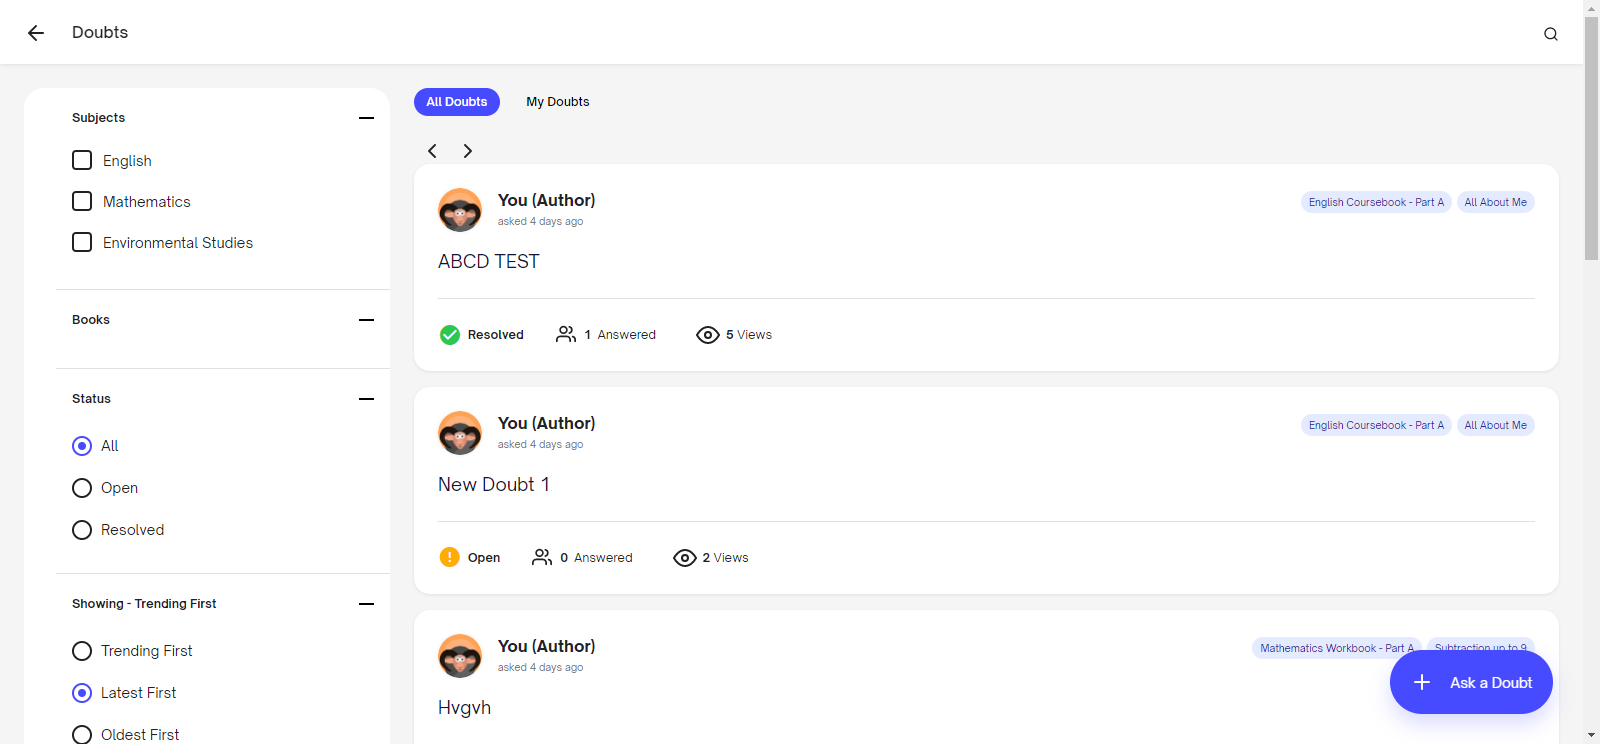 Doubts
Subjects
English
Mathematics
Environmental Studies
Books
Status
All
Open
Resolved
Showing - Trending First
Trending First
Latest First
Oldest First
All Doubts
My Doubts
You (Author)
asked 4 days ago
English Coursebook - Part A
All About Me
ABCD TEST
Resolved
1 Answered
5 Views
You (Author)
asked 4 days ago
English Coursebook - Part A
All About Me
New Doubt 1
Open
0 Answered
2 Views
You (Author)
asked 4 days ago
Mathematics Workbook - Part A
Subtraction up to 9
Hvgvh
Ask a Doubt